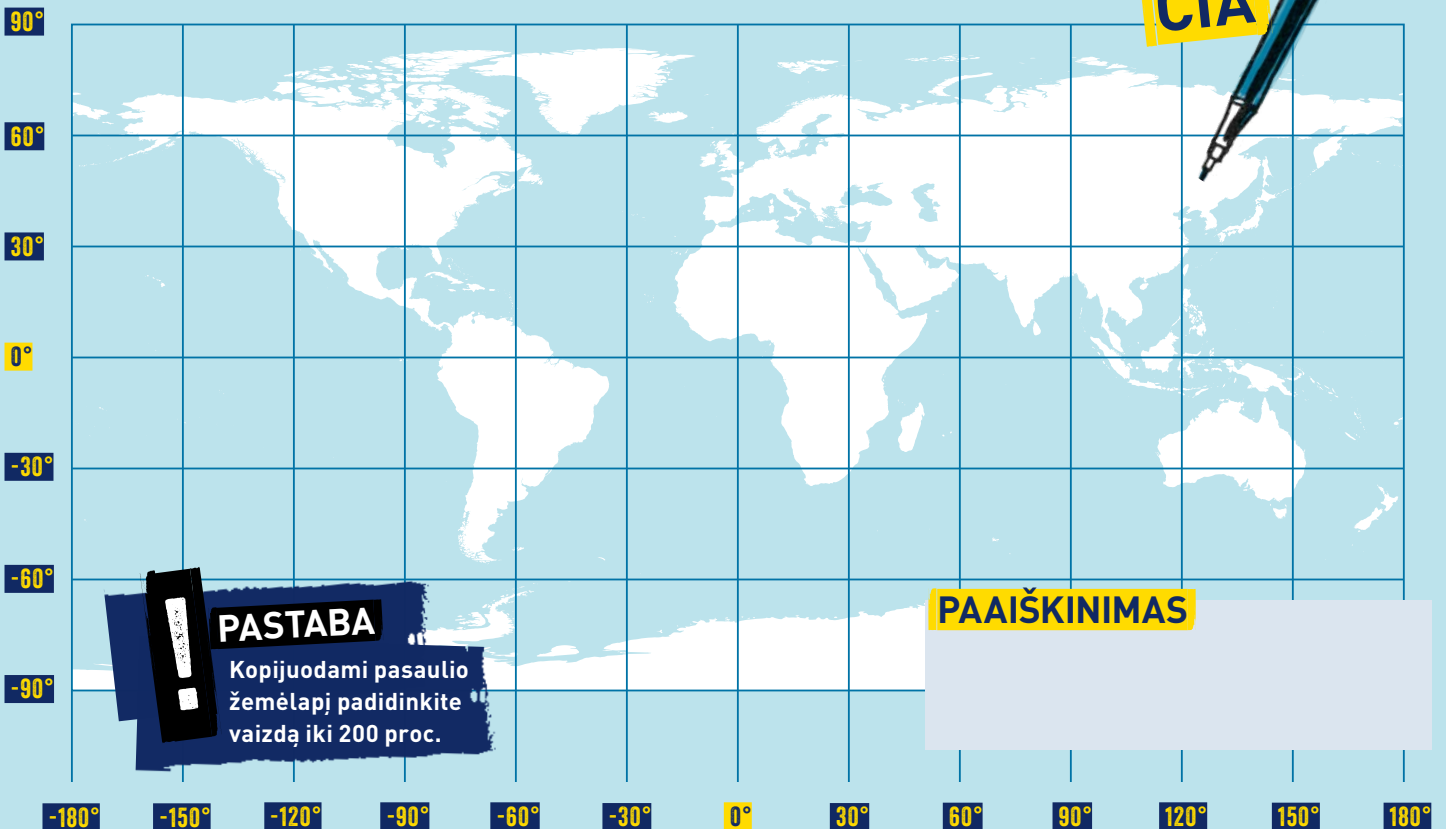 ČIA
90°
60°
30°
0°
-30°
-60°
-90°
PASTABA
Kopijuodami pasaulio
žemėlapį padidinkite
vaizdą iki 200 proc.
PAAIŠKINIMAS
-180° -150° -120° -90° -60° -30° 0° 30° 60° 90° 120° 150° 180°